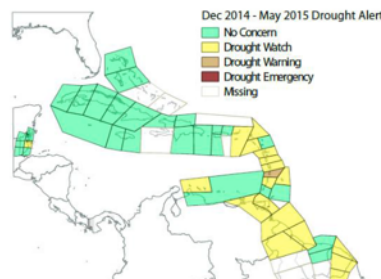 Dec 2014 - May 2015 Drought Alert
No Concern
Drought Watch
Drought Warning
Drought Emergency
Missing